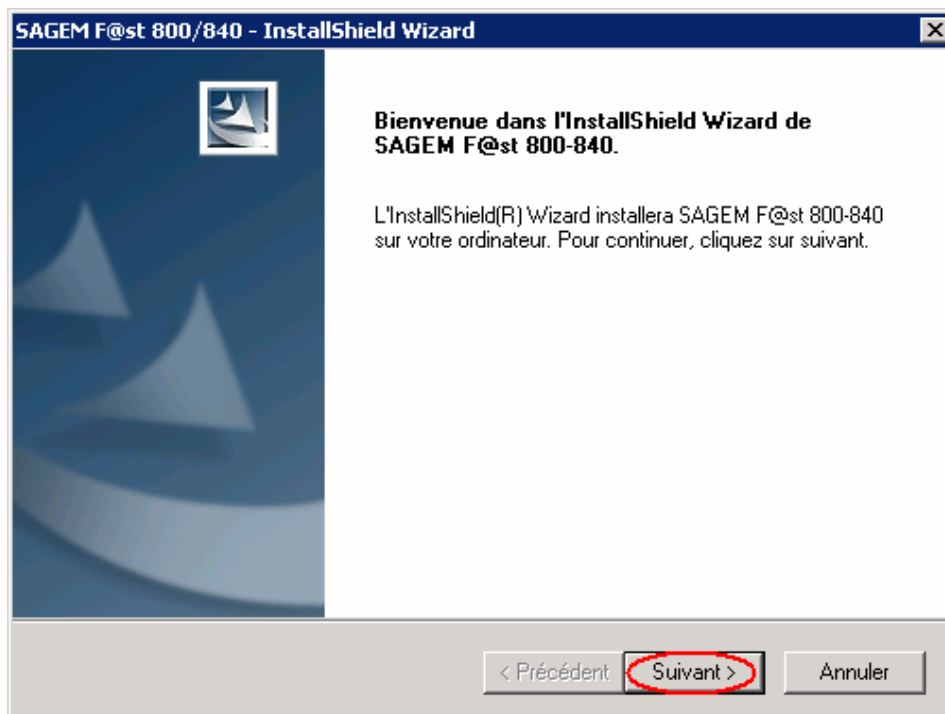 SAGEM F@st 800/840 - InstallShield Wizard
Bienvenue dans l'InstallShield Wizard de
SAGEM F@st 800-840.
L'InstallShield(R) Wizard installera SAGEM F@st 800-840
sur votre ordinateur. Pour continuer, cliquez sur suivant.
< Précédent Suivant > Annuler